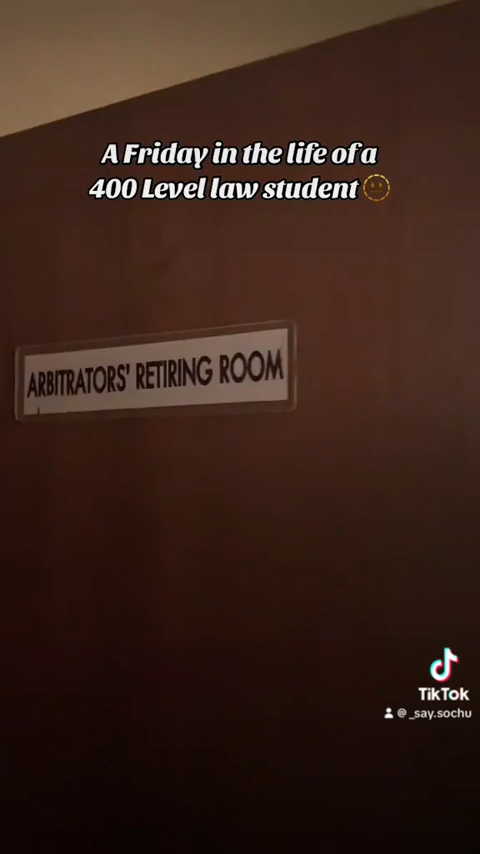 A Friday in the life of a
400 Level law student 🫥
ARBITRATORS' RETIRING ROOM
TikTok
@_say.sochu